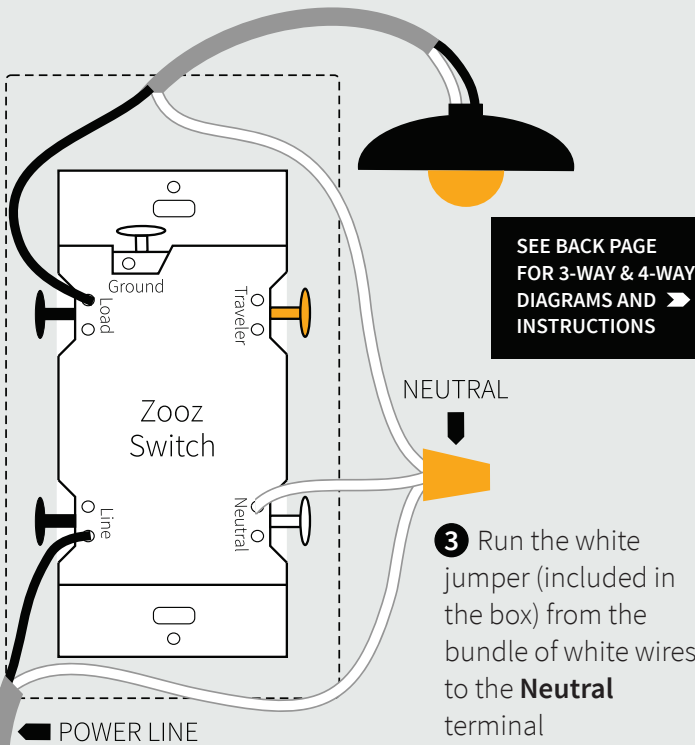 SEE BACK PAGE
FOR 3-WAY & 4-WAY
DIAGRAMS AND
INSTRUCTIONS
Ground
Load
Traveler
Zooz
Switch
NEUTRAL
Line
Neutral
3 Run the white
jumper (included in
the box) from the
bundle of white wires
to the Neutral
terminal
POWER LINE